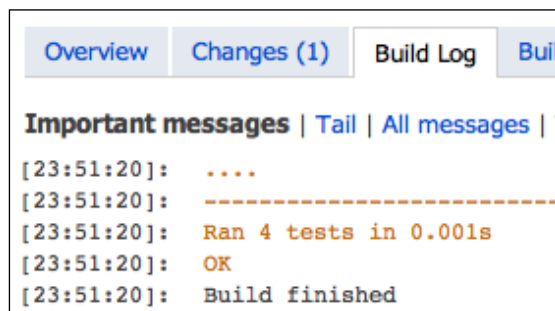 Overview Changes (1) Build Log
Important messages | Tail | All messages |
[23:51:20]: ....
[23:51:20]: --------------------------
[23:51:20]: Ran 4 tests in 0.001s
[23:51:20]: OK
[23:51:20]: Build finished